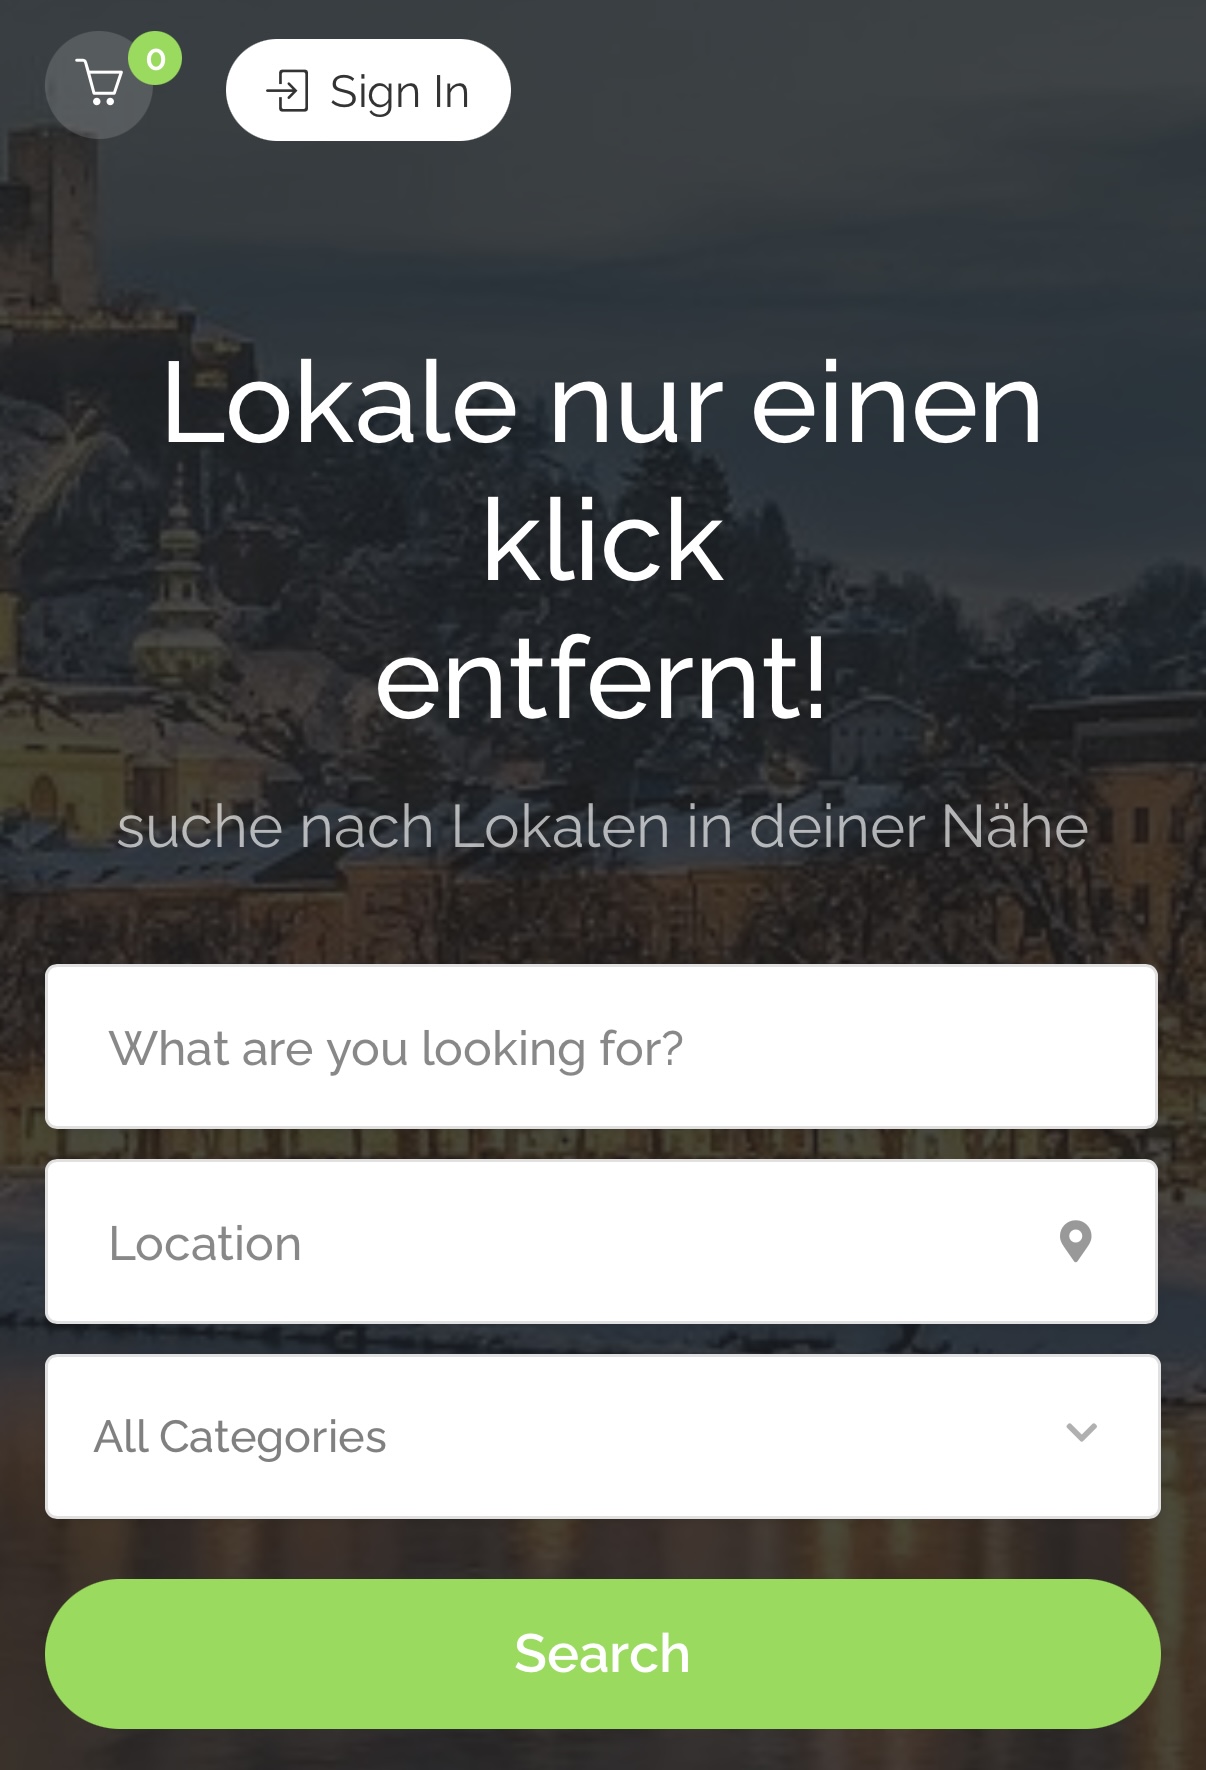 0
Sign In
Lokale nur einen
klick
entfernt!
suche nach Lokalen in deiner Nähe
What are you looking for?
Location
All Categories
Search